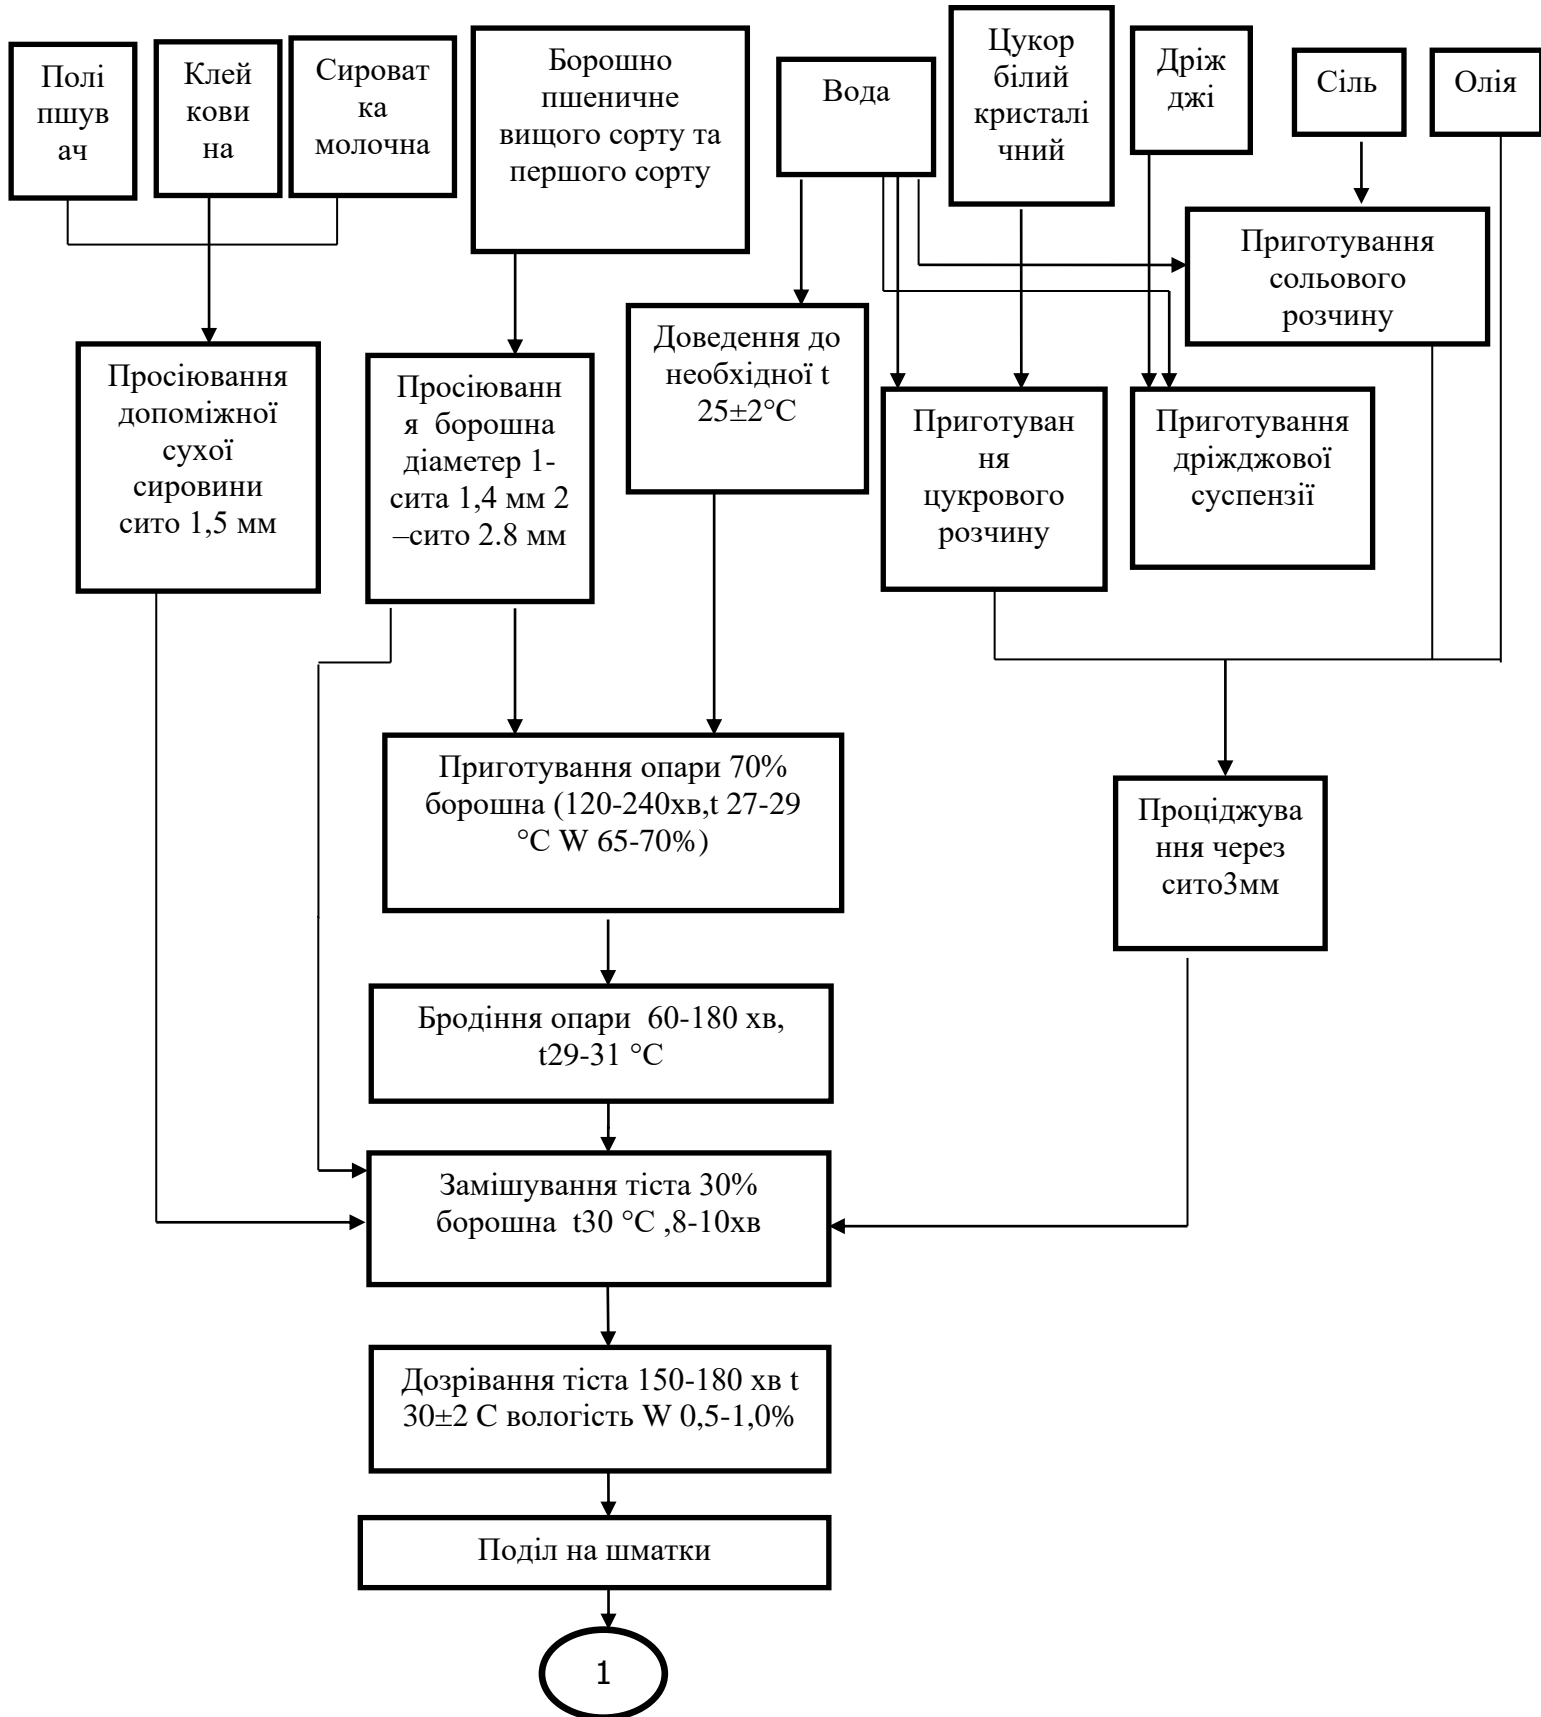 Полі
пшув
ач
Клей
кови
на
Сироват
ка
молочна
Борошно
пшеничне
вищого сорту та
першого сорту
Вода
Цукор
білий
кристалі
чний
Дріж
джі
Сіль
Олія
Приготування
сольового
розчину
Просіювання
допоміжної
сухої
сировини
сито 1,5 мм
Просіюванн
я борошна
діаметер 1-
сита 1,4 мм 2
–сито 2.8 мм
Доведення до
необхідної t
25±2°С
Приготуван
ня
цукрового
розчину
Приготування
дріжджової
суспензії
Приготування опари 70%
борошна (120-240хв,t 27-29
°С W 65-70%)
Проціджува
ння через
сито3мм
Бродіння опари 60-180 хв,
t29-31 °С
Замішування тіста 30%
борошна t30 °С ,8-10хв
Дозрівання тіста 150-180 хв t
30±2 С вологість W 0,5-1,0%
Поділ на шматки
1